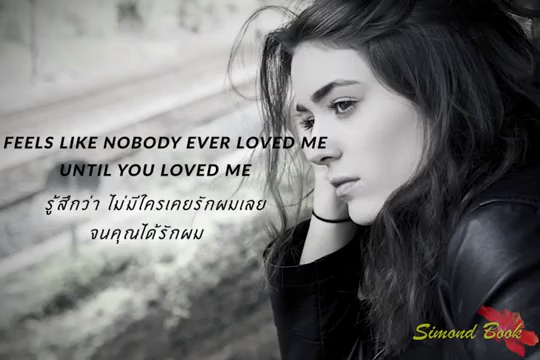 FEELS LIKE NOBODY EVER LOVED ME
UNTIL YOU LOVED ME
รู้สึกว่า ไม่มีใครเคยรักผมเลย
จนคุณได้รักผม
Simond Book